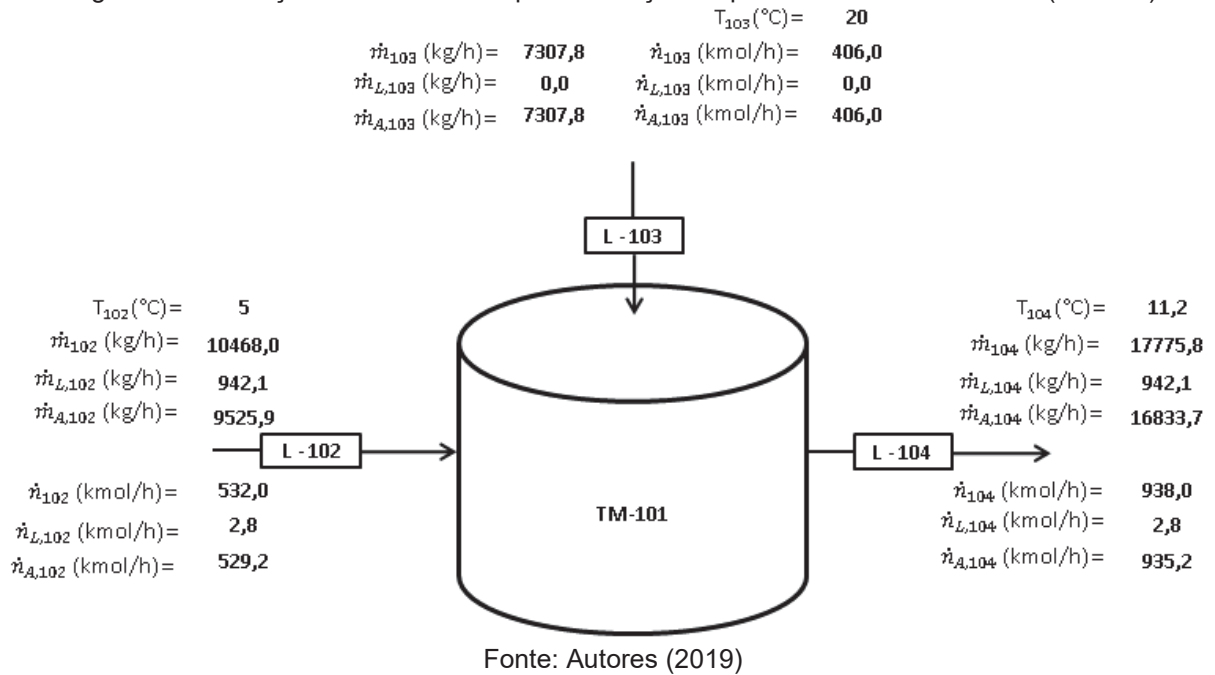 T103(°C)= 20
ṁ103 (kg/h)= 7307,8 ṅ103 (kmol/h)= 406,0
ṁL,103 (kg/h)= 0,0 ṅL,103 (kmol/h)= 0,0
ṁA,103 (kg/h)= 7307,8 ṅA,103 (kmol/h)= 406,0
L - 103
T102(°C)= 5
ṁ102 (kg/h)= 10468,0
ṁL,102 (kg/h)= 942,1
ṁA,102 (kg/h)= 9525,9
L - 102
ṅ102 (kmol/h)= 532,0
ṅL,102 (kmol/h)= 2,8
ṅA,102 (kmol/h)= 529,2
TM-101
T104(°C)= 11,2
ṁ104 (kg/h)= 17775,8
ṁL,104 (kg/h)= 942,1
ṁA,104 (kg/h)= 16833,7
L - 104
ṅ104 (kmol/h)= 938,0
ṅL,104 (kmol/h)= 2,8
ṅA,104 (kmol/h)= 935,2
Fonte: Autores (2019)